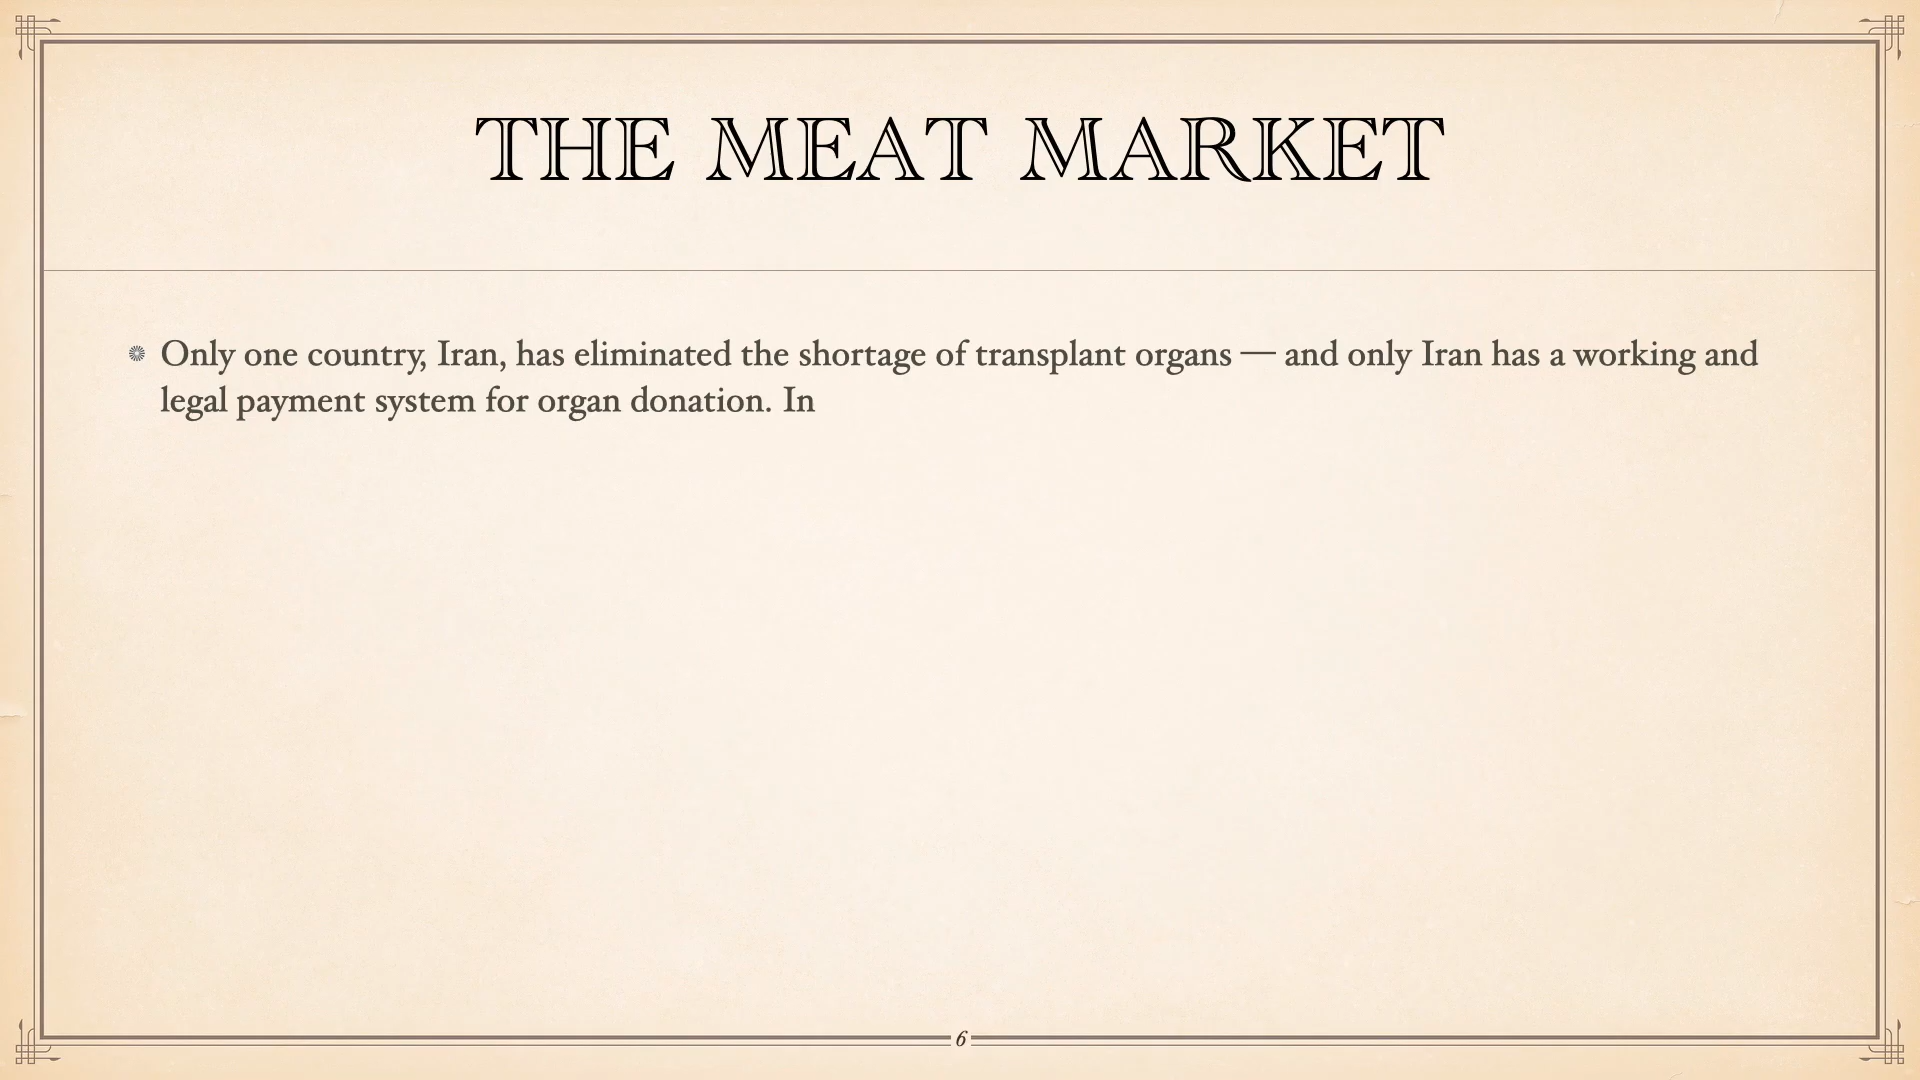 THE MEAT MARKET
Only one country, Iran, has eliminated the shortage of transplant organs — and only Iran has a working and
legal payment system for organ donation. In
6